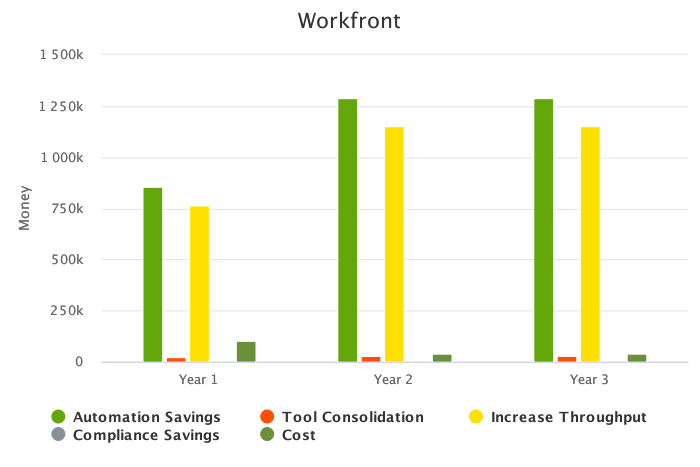 Workfront
1 500k
1 250k
1 000k
750k
500k
250k
0
Money
Year 1 Year 2 Year 3
Automation Savings Tool Consolidation Increase Throughput
Compliance Savings Cost